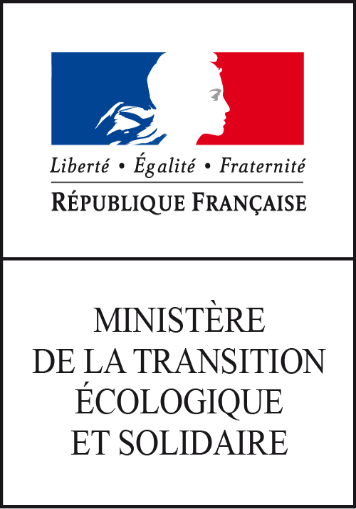 Liberté • Égalité • Fraternité
RÉPUBLIQUE FRANÇAISE
MINISTÈRE
DE LA TRANSITION
ÉCOLOGIQUE
ET SOLIDAIRE